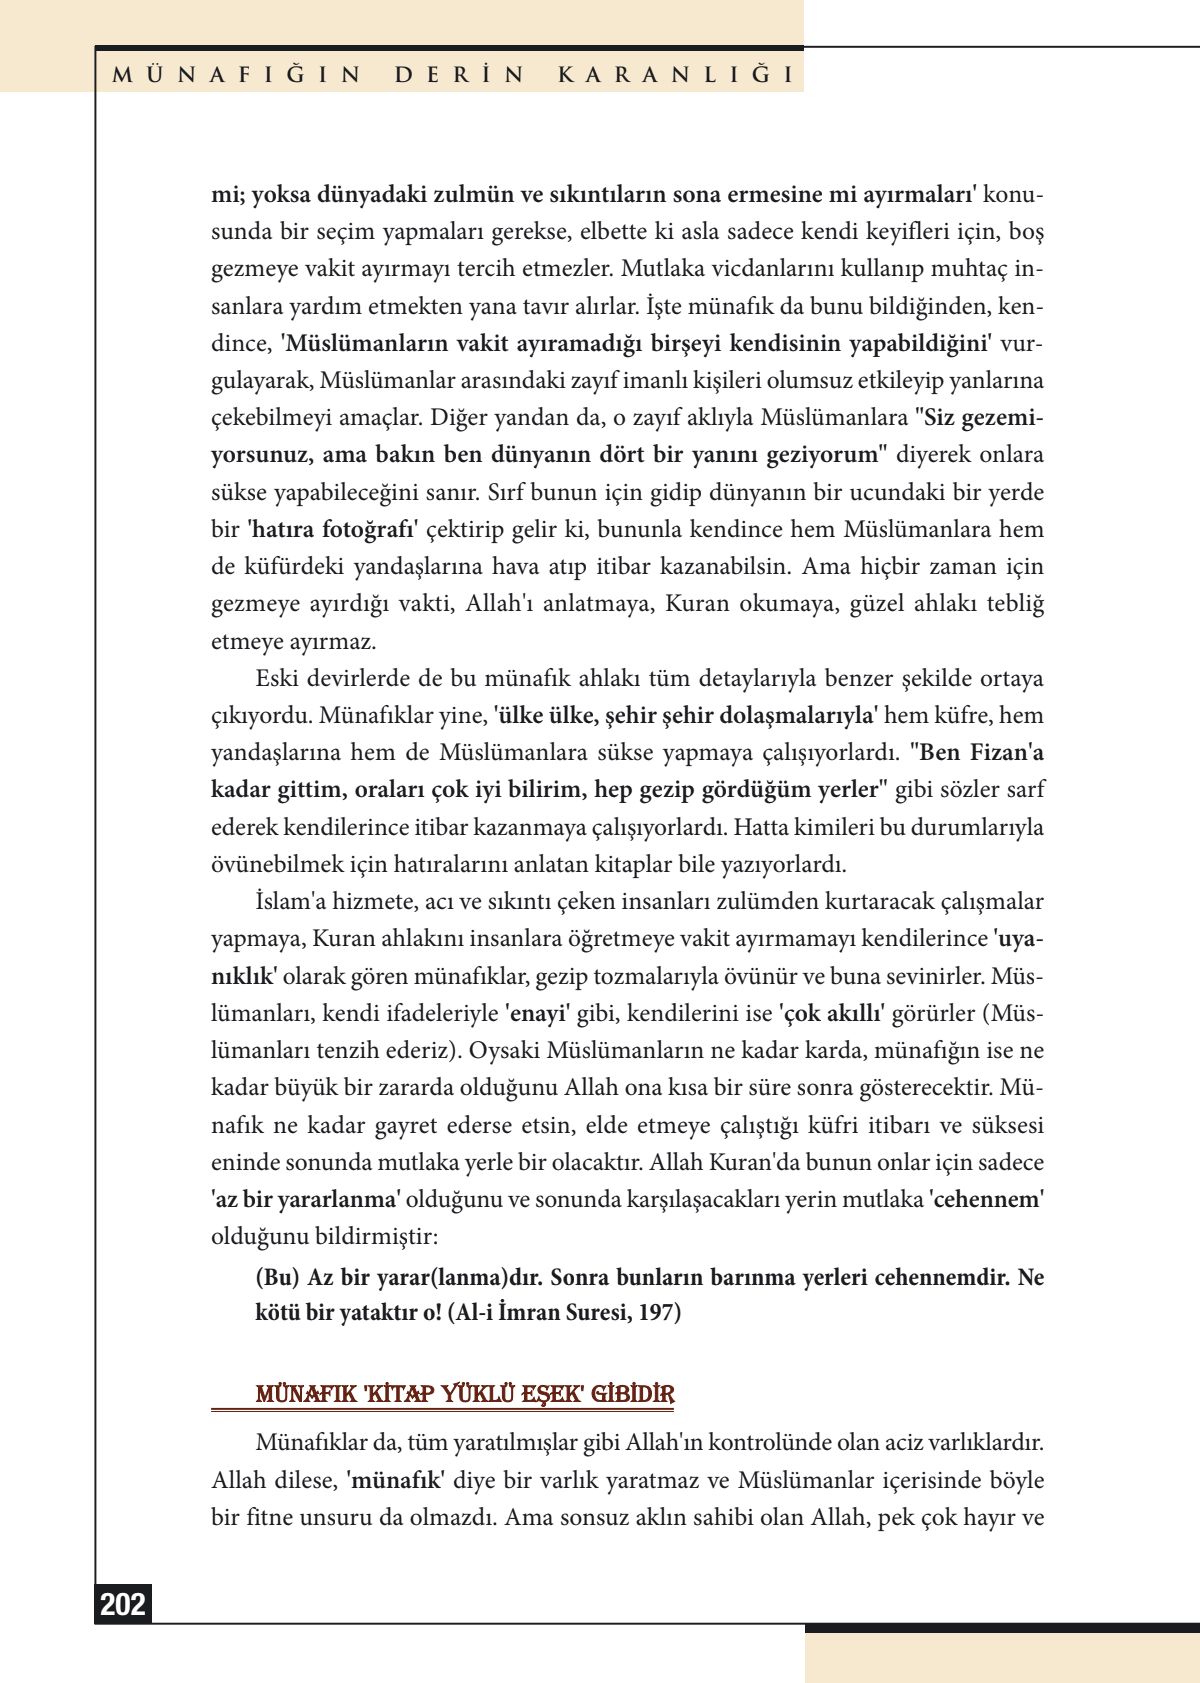 MÜNAFIĞIN DERİN KARANLIĞI
mi; yoksa dünyadaki zulmün ve sıkıntıların sona ermesine mi ayırmaları' konu-
sunda bir seçim yapmaları gerekse, elbette ki asla sadece kendi keyifleri için, boş
gezmeye vakit ayırmayı tercih etmezler. Mutlaka vicdanlarını kullanıp muhtaç in-
sanlara yardım etmekten yana tavır alırlar. İşte münafık da bunu bildiğinden, ken-
dince, 'Müslümanların vakit ayıramadığı birşeyi kendisinin yapabildiğini' vur-
gulayarak, Müslümanlar arasındaki zayıf imanlı kişileri olumsuz etkileyip yanlarına
çekebilmeyi amaçlar. Diğer yandan da, o zayıf aklıyla Müslümanlara "Siz gezemi-
yorsunuz, ama bakın ben dünyanın dört bir yanını geziyorum" diyerek onlara
sükse yapabileceğini sanır. Sırf bunun için gidip dünyanın bir ucundaki bir yerde
bir 'hatıra fotoğrafı' çektirip gelir ki, bununla kendince hem Müslümanlara hem
de küfürdeki yandaşlarına hava atıp itibar kazanabilsin. Ama hiçbir zaman için
gezmeye ayırdığı vakti, Allah'ı anlatmaya, Kuran okumaya, güzel ahlakı tebliğ
etmeye ayırmaz.
Eski devirlerde de bu münafık ahlakı tüm detaylarıyla benzer şekilde ortaya
çıkıyordu. Münafıklar yine, 'ülke ülke, şehir şehir dolaşmalarıyla' hem küfre, hem
yandaşlarına hem de Müslümanlara sükse yapmaya çalışıyorlardı. "Ben Fizan'a
kadar gittim, oraları çok iyi bilirim, hep gezip gördüğüm yerler" gibi sözler sarf
ederek kendilerince itibar kazanmaya çalışıyorlardı. Hatta kimileri bu durumlarıyla
övünebilmek için hatıralarını anlatan kitaplar bile yazıyorlardı.
İslam'a hizmete, acı ve sıkıntı çeken insanları zulümden kurtaracak çalışmalar
yapmaya, Kuran ahlakını insanlara öğretmeye vakit ayırmamayı kendilerince 'uya-
nıklık' olarak gören münafıklar, gezip tozmalarıyla övünür ve buna sevinirler. Müs-
lümanları, kendi ifadeleriyle 'enayi' gibi, kendilerini ise 'çok akıllı' görürler (Müs-
lümanları tenzih ederiz). Oysaki Müslümanların ne kadar karda, münafığın ise ne
kadar büyük bir zararda olduğunu Allah ona kısa bir süre sonra gösterecektir. Mü-
nafık ne kadar gayret ederse etsin, elde etmeye çalıştığı küfri itibarı ve süksesi
eninde sonunda mutlaka yerle bir olacaktır. Allah Kuran'da bunun onlar için sadece
'az bir yararlanma' olduğunu ve sonunda karşılaşacakları yerin mutlaka 'cehennem'
olduğunu bildirmiştir:
(Bu) Az bir yarar(lanma)dır. Sonra bunların barınma yerleri cehennemdir. Ne
kötü bir yataktır o! (Al-i İmran Suresi, 197)
MÜNAFIK 'KİTAP YÜKLÜ EŞEK' GİBİDİR
Münafıklar da, tüm yaratılmışlar gibi Allah'ın kontrolünde olan aciz varlıklardır.
Allah dilese, 'münafık' diye bir varlık yaratmaz ve Müslümanlar içerisinde böyle
bir fitne unsuru da olmazdı. Ama sonsuz aklın sahibi olan Allah, pek çok hayır ve
202